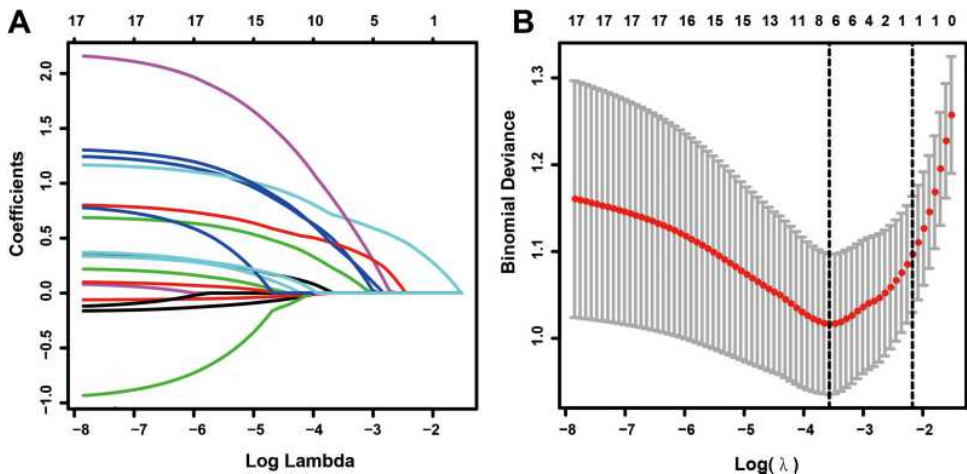 A
17 17 17 15 10 5 1
Coefficients
2.0
1.5
1.0
0.5
0.0
−0.5
−1.0
−8 −7 −6 −5 −4 −3 −2
Log Lambda
B
17 17 17 17 16 15 15 13 11 8 6 6 4 2 1 1 1 0
Binomial Deviance
1.3
1.2
1.1
1.0
−8 −7 −6 −5 −4 −3 −2
Log( λ )